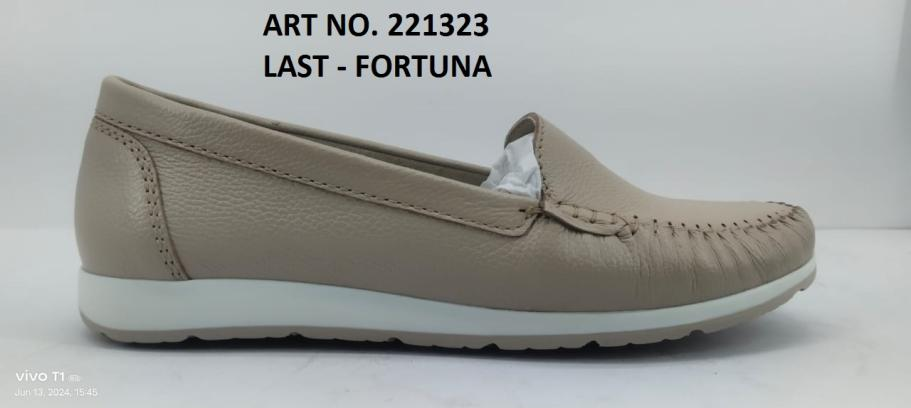 ART NO. 221323
LAST - FORTUNA
vivo T1
Jun 13, 2024, 15:45